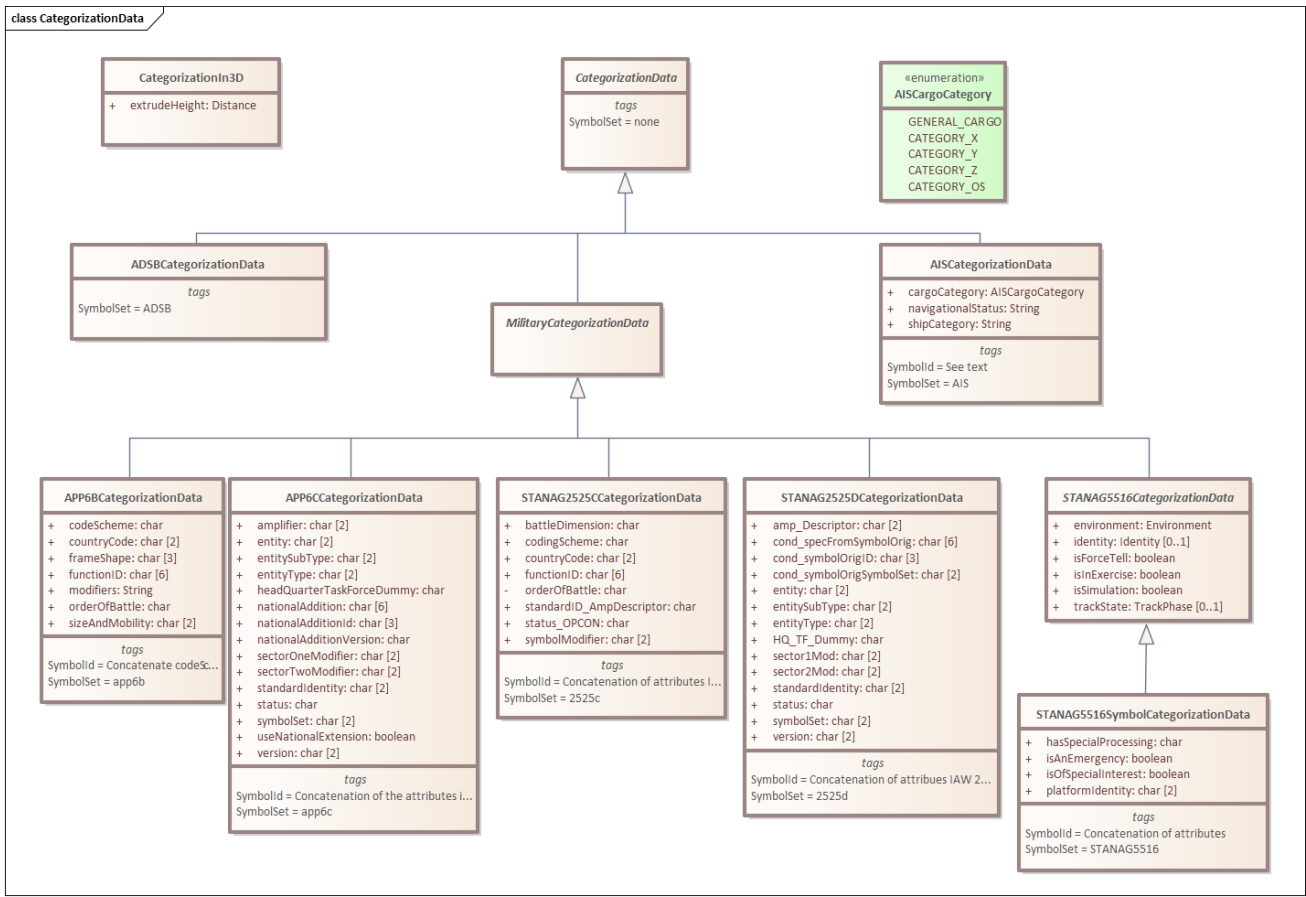 class CategorizationData
CategorizationIn3D
+ extrudeHeight: Distance
CategorizationData
tags
SymbolSet = none
«enumeration»
AISCargoCategory
GENERAL_CARGO
CATEGORY_X
CATEGORY_Y
CATEGORY_Z
CATEGORY_OS
ADSBCategorizationData
tags
SymbolSet = ADSB
MilitaryCategorizationData
AISCategorizationData
+ cargoCategory: AISCargoCategory
+ navigationalStatus: String
+ shipCategory: String
tags
SymbolId = See text
SymbolSet = AIS
APP6BCategorizationData
+ codeScheme: char
+ countryCode: char [2]
+ frameShape: char [3]
+ functionID: char [6]
+ modifiers: String
+ orderOfBattle: char
+ sizeAndMobility: char [2]
tags
SymbolId = Concatenate codeSc...
SymbolSet = app6b
APP6CCategorizationData
+ amplifier: char [2]
+ entity: char [2]
+ entitySubType: char [2]
+ entityType: char [2]
+ headQuarterTaskForceDummy: char
+ nationalAddition: char [6]
+ nationalAdditionId: char [3]
+ nationalAdditionVersion: char
+ sectorOneModifier: char [2]
+ sectorTwoModifier: char [2]
+ standardIdentity: char [2]
+ status: char
+ symbolSet: char [2]
+ useNationalExtension: boolean
+ version: char [2]
tags
SymbolId = Concatenation of the attributes i...
SymbolSet = app6c
STANAG2525CCategorizationData
+ battleDimension: char
+ codingScheme: char
+ countryCode: char [2]
+ functionID: char [6]
- orderOfBattle: char
+ standardID_AmpDescriptor: char
+ status_OPCON: char
+ symbolModifier: char [2]
tags
SymbolId = Concatenation of attributes I...
SymbolSet = 2525c
STANAG2525DCategorizationData
+ amp_Descriptor: char [2]
+ cond_specFromSymbolOrig: char [6]
+ cond_symbolOrigID: char [3]
+ cond_symbolOrigSymbolSet: char [2]
+ entity: char [2]
+ entitySubType: char [2]
+ entityType: char [2]
+ HQ_TF_Dummy: char
+ sector1Mod: char [2]
+ sector2Mod: char [2]
+ standardIdentity: char [2]
+ status: char
+ symbolSet: char [2]
+ version: char [2]
tags
SymbolId = Concatenation of attribues IAW 2...
SymbolSet = 2525d
STANAG5516CategorizationData
+ environment: Environment
+ identity: Identity [0..1]
+ isForceTell: boolean
+ isInExercise: boolean
+ isSimulation: boolean
+ trackState: TrackPhase [0..1]
STANAG5516SymbolCategorizationData
+ hasSpecialProcessing: char
+ isAnEmergency: boolean
+ isOfSpecialInterest: boolean
+ platformIdentity: char [2]
tags
SymbolId = Concatenation of attributes
SymbolSet = STANAG5516